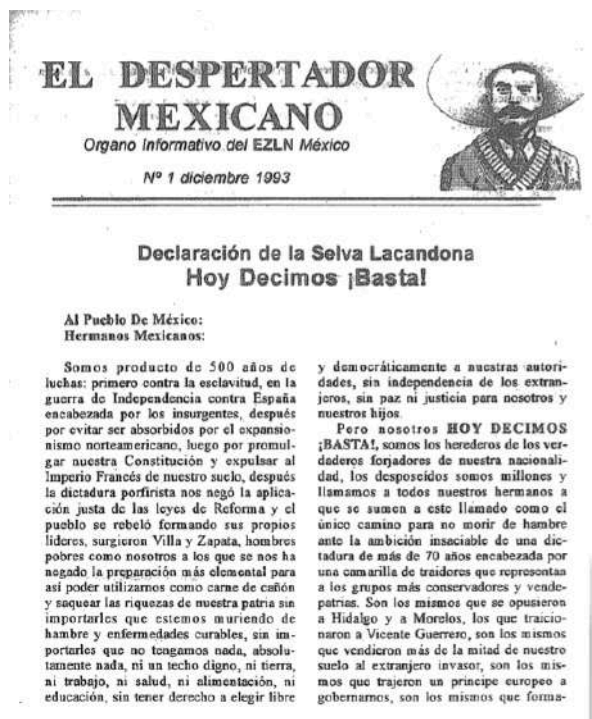 EL DESPERTADOR
MEXICANO
Organo Informativo del EZLN México
Nº 1 diciembre 1993
Declaración de la Selva Lacandona
Hoy Decimos ¡Basta!
Al Pueblo De México:
Hermanos Mexicanos:
Somos producto de 500 años de
luchas: primero contra la esclavitud, en la
guerra de Independencia contra España
encabezada por los insurgentes, después
por evitar ser absorbidos por el expansio-
nismo norteamericano, luego por promul-
gar nuestra Constitución y expulsar al
Imperio Francés de nuestro suelo, después
la dictadura porfirista nos negó la aplica-
ción justa de las leyes de Reforma y el
pueblo se rebeló formando sus propios
líderes, surgieron Villa y Zapata, hombres
pobres como nosotros a los que se nos ha
negado la preparación más elemental para
así poder utilizarnos como carne de cañón
y saquear las riquezas de nuestra patria sin
importarles que estemos muriendo de
hambre y enfermedades curables, sin im-
portarles que no tengamos nada, absolu-
tamente nada, ni un techo digno, ni tierra,
ni trabajo, ni salud, ni alimentación, ni
educación, sin tener derecho a elegir libre
y democráticamente a nuestras autori-
dades, sin independencia de los extran-
jeros, sin paz ni justicia para nosotros y
nuestros hijos.
Pero nosotros HOY DECIMOS
¡BASTA!, somos los herederos de los ver-
daderos forjadores de nuestra nacionali-
dad, los desposeidos somos millones y
llamamos a todos nuestros hermanos a
que se sumen a este llamado como el
único camino para no morir de hambre
ante la ambición insaciable de una dic-
tadura de más de 70 años encabezada por
una camarilla de traidores que representan
a los grupos más conservadores y vende-
patrias. Son los mismos que se opusieron
a Hidalgo y a Morelos, los que traicio-
naron a Vicente Guerrero, son los mismos
que vendieron más de la mitad de nuestro
suelo al extranjero invasor, son los mis-
mos que trajeron un principe europeo a
gobernarnos, son los mismos que forma-